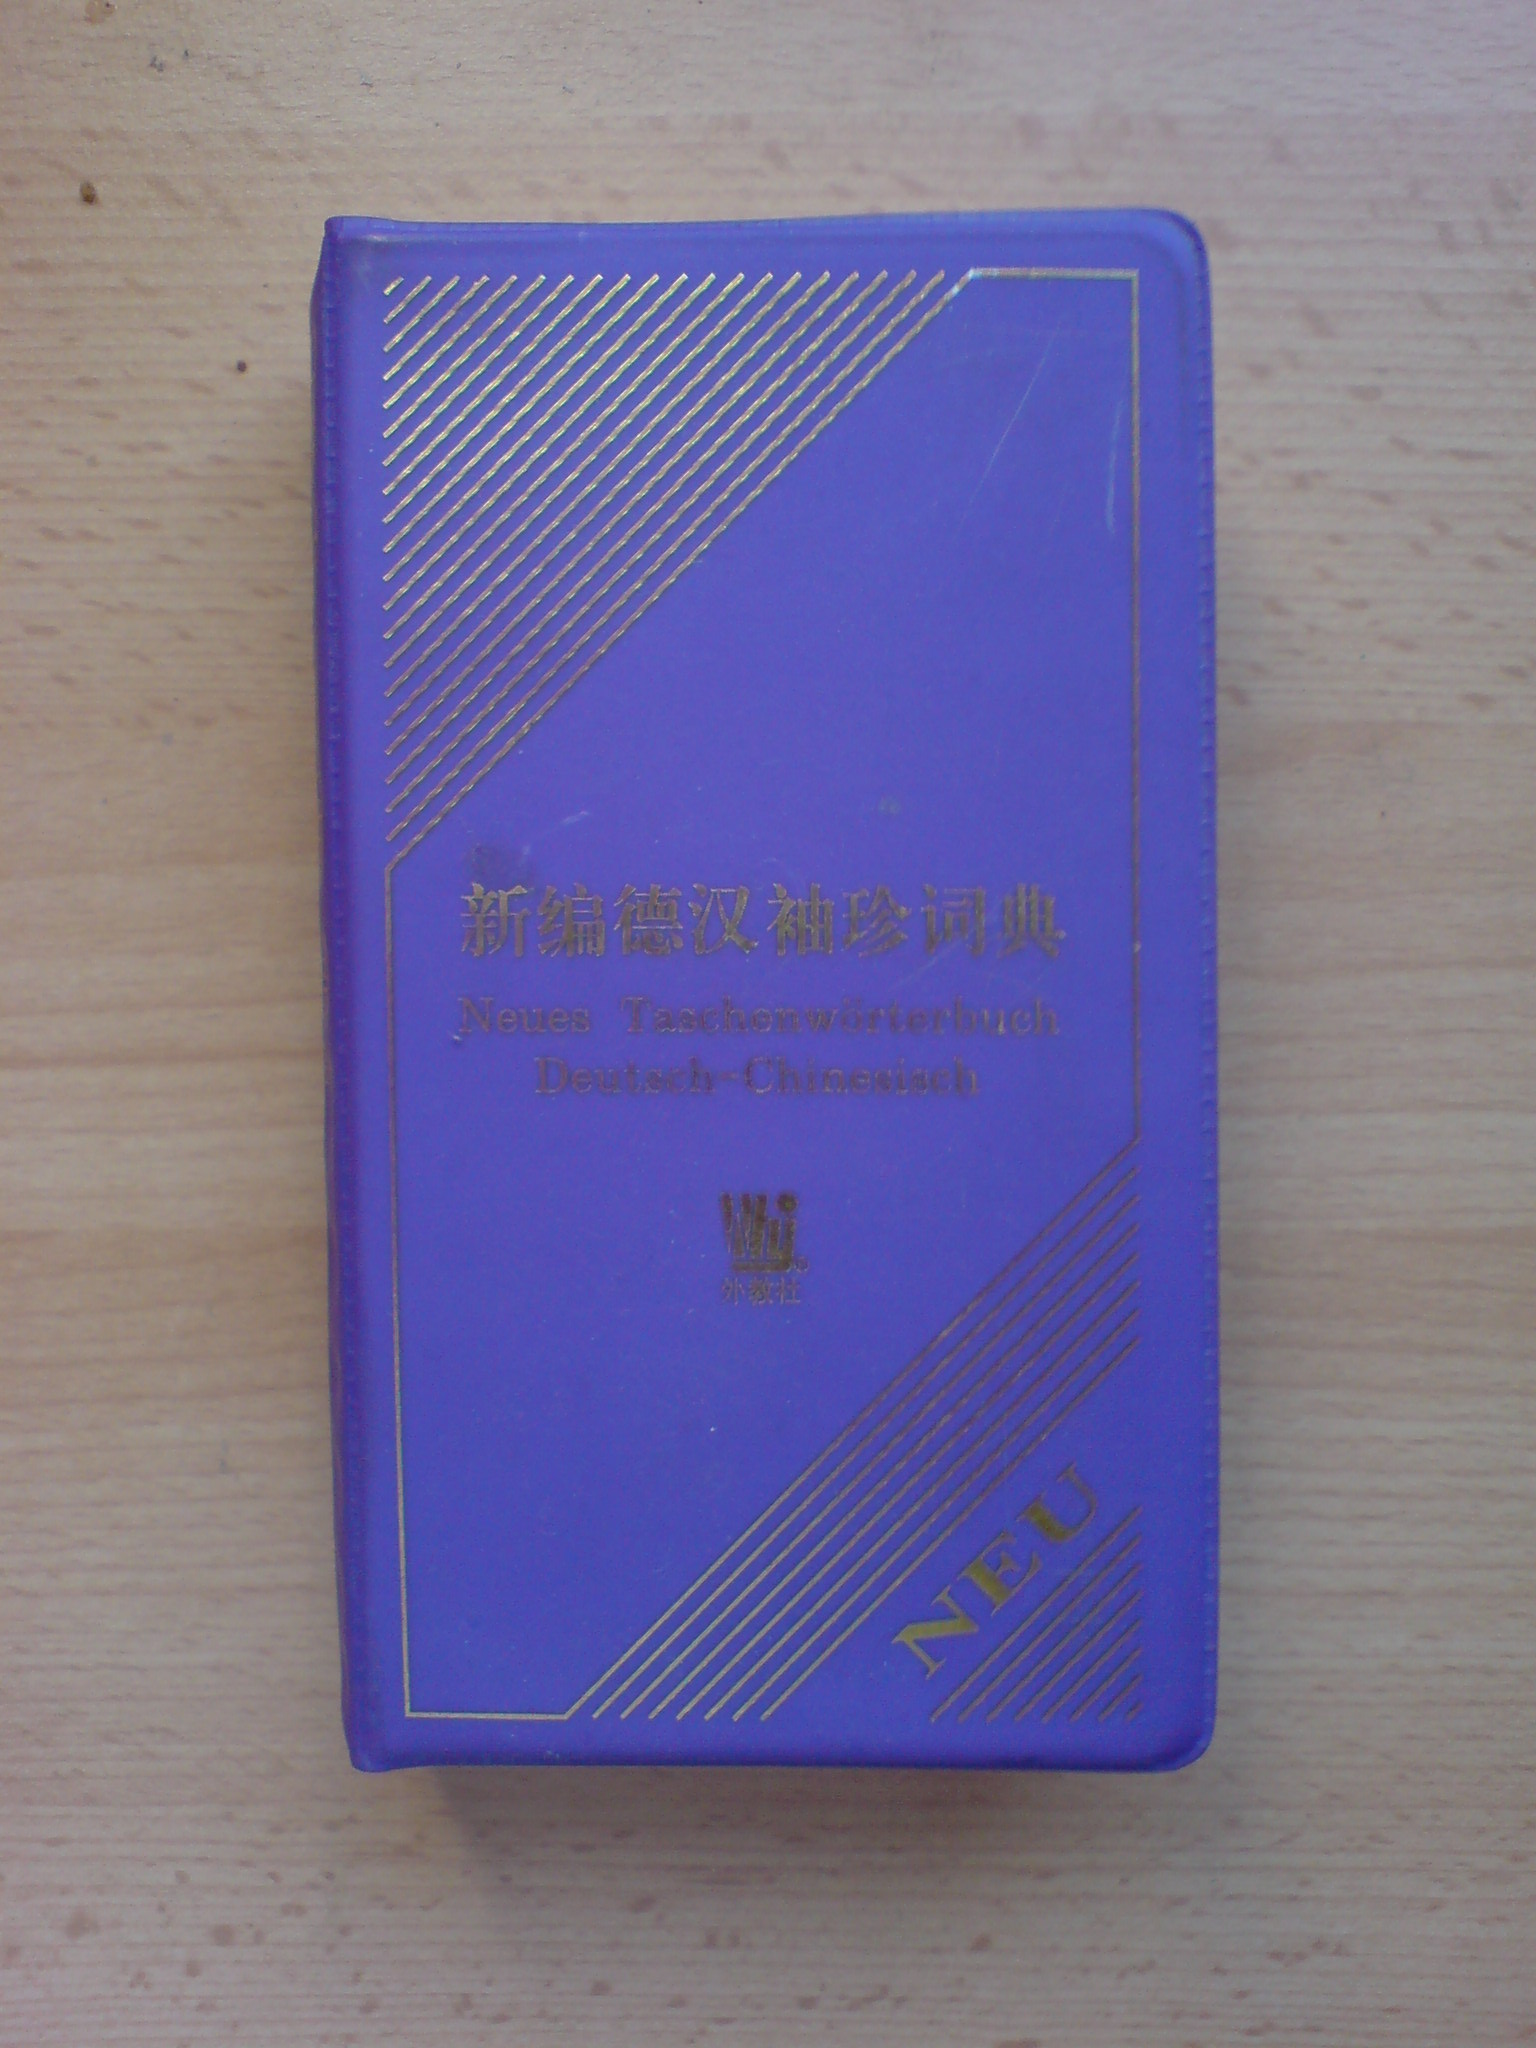 新编德汉袖珍词典
Neues Taschenwörterbuch
Deutsch-Chinesisch
外教社
NEU